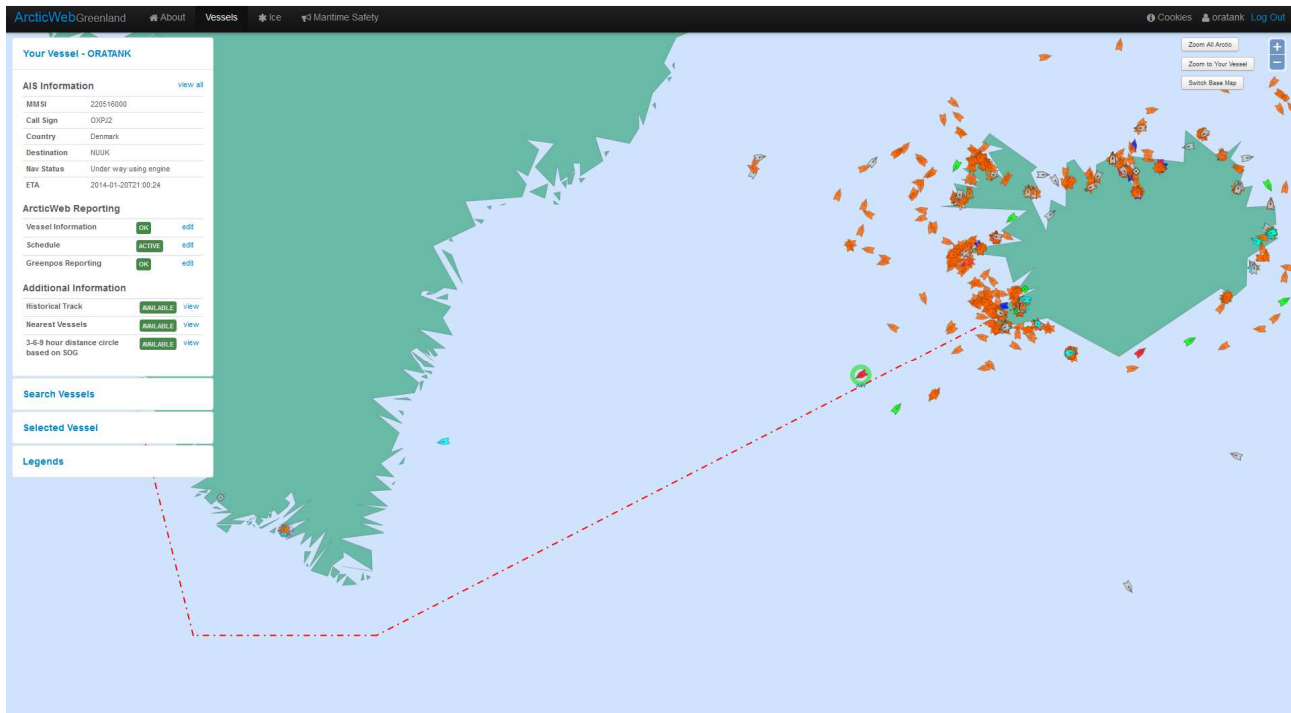 ArcticWebGreenland About Vessels Ice Maritime Safety Cookies oratank Log Out
Your Vessel - ORATANK
AIS Information view all
MMSI 220516000
Call Sign OXPJ2
Country Denmark
Destination NUUK
Nav Status Under way using engine
ETA 2014-01-20T21:00:24
ArcticWeb Reporting
Vessel Information OK edit
Schedule ACTIVE edit
Greenpos Reporting OK edit
Additional Information
Historical Track AVAILABLE view
Nearest Vessels AVAILABLE view
3-6-9 hour distance circle AVAILABLE view
based on SOG
Search Vessels
Selected Vessel
Legends
Zoom All Arctic
Zoom to Your Vessel
Switch Base Map
+
−